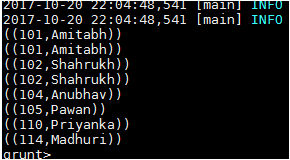 2017-10-20 22:04:48,541 [main] INFO
2017-10-20 22:04:48,541 [main] INFO
((101,Amitabh))
((101,Amitabh))
((102,Shahrukh))
((102,Shahrukh))
((104,Anubhav))
((105,Pawan))
((110,Priyanka))
((114,Madhuri))
grunt>